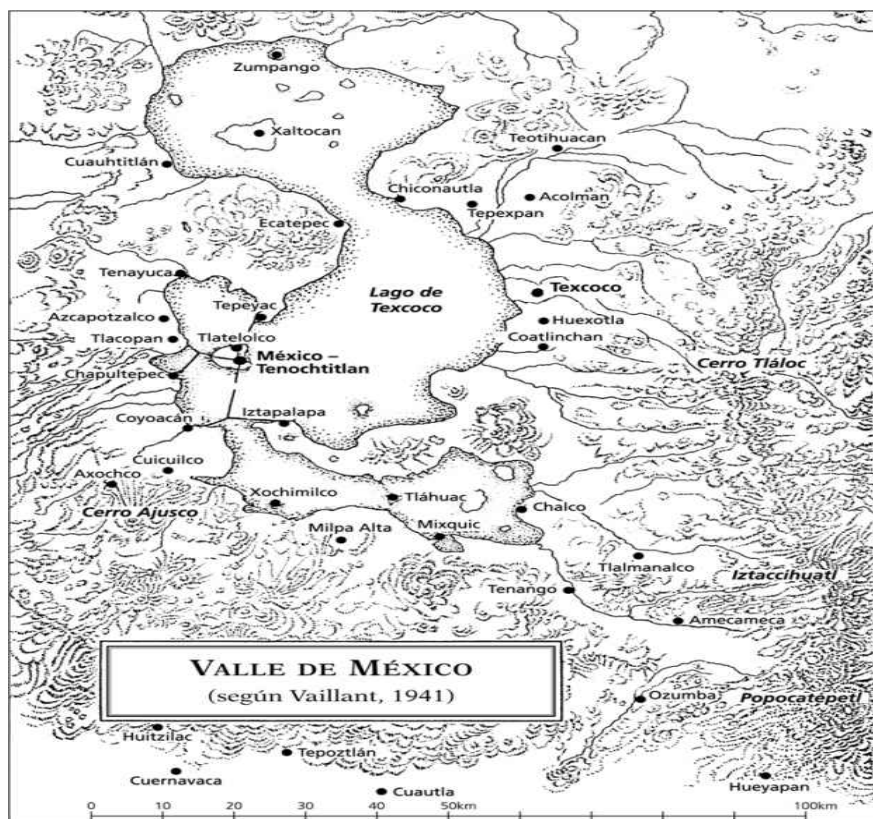 Zumpango
Xaltocan
Teotihuacan
Cuauhtitlán
Chiconautla
Acolman
Tepexpan
Ecatepec
Tenayuca
Lago de
Texcoco
Texcoco
Tepeyac
Azcapotzalco
Huexotla
Tlacopan
Tlatelolco
Coatlinchan
México –
Tenochtitlan
Cerro Tláloc
Chapultepec
Iztapalapa
Coyoacán
Cuicuilco
Axochco
Xochimilco
Tláhuac
Chalco
Cerro Ajusco
Milpa Alta
Mixquic
Tlalmanalco
Iztaccihuatl
Tenango
Amecameca
VALLE DE MÉXICO
(según Vaillant, 1941)
Ozumba
Popocatepetl
Huitzilac
Tepoztlán
Cuernavaca
Cuautla
Hueyapan
0 10 20 30 40 50km 100km